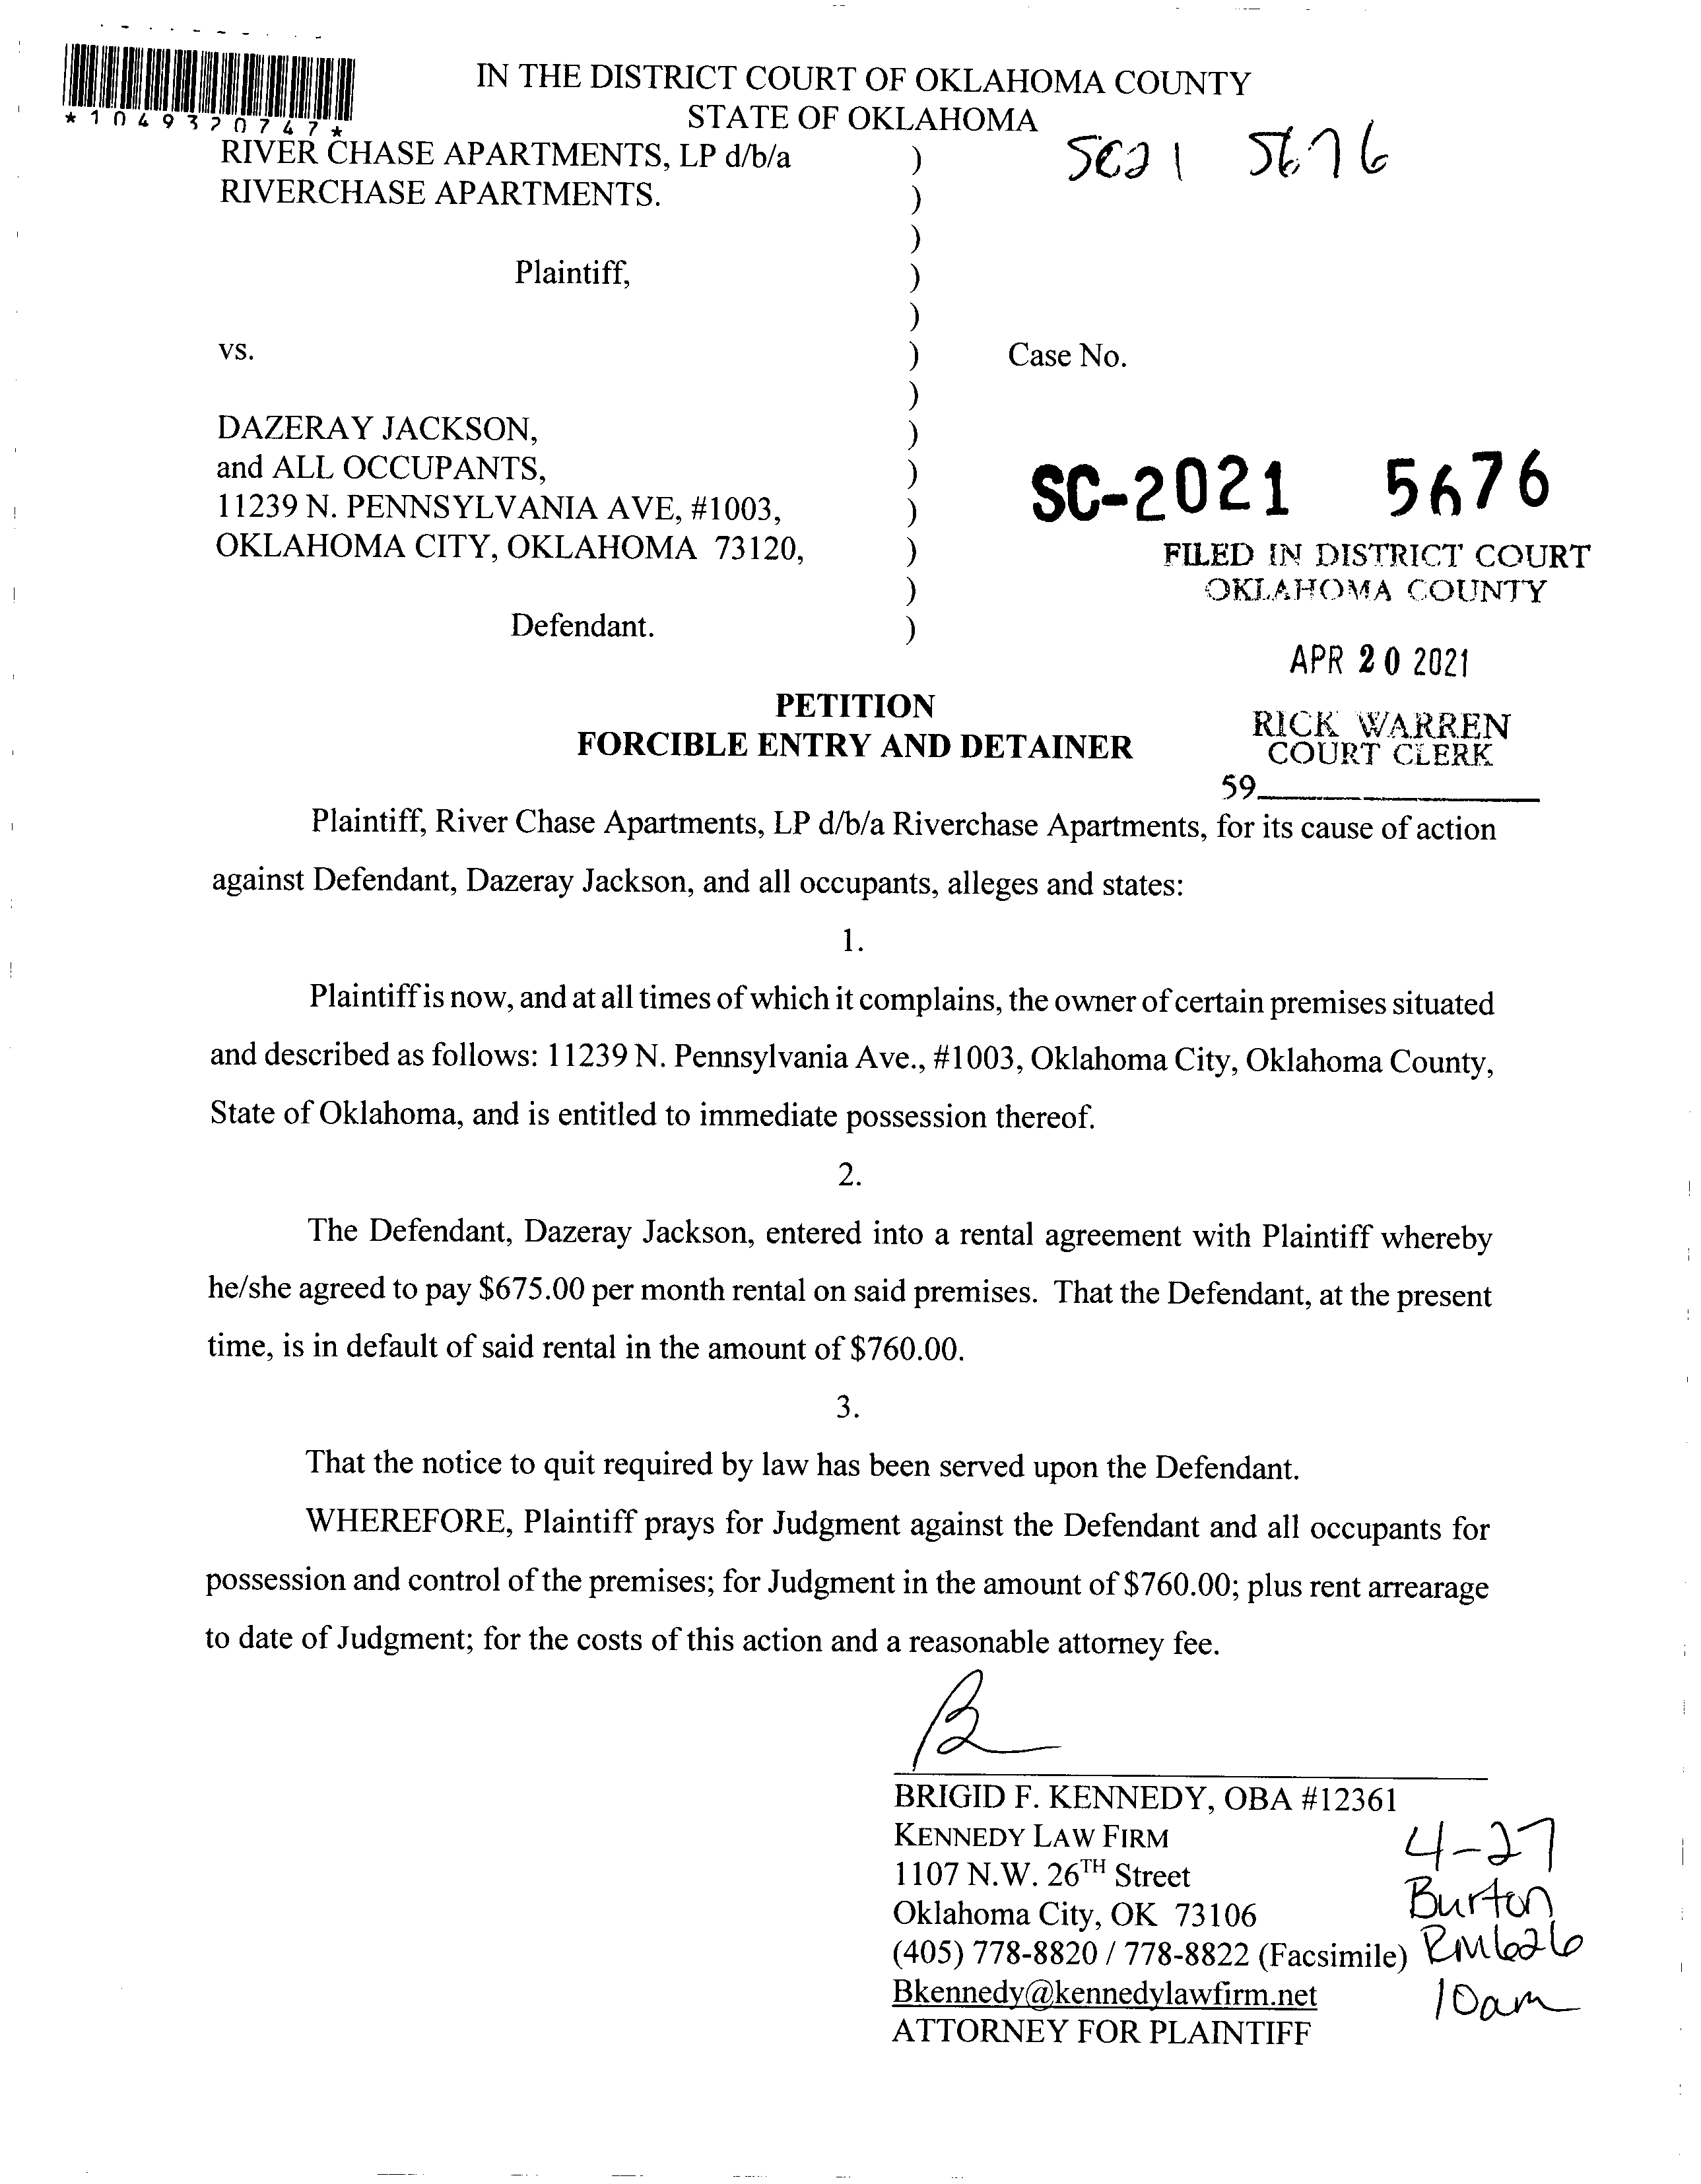 IN THE DISTRICT COURT OF OKLAHOMA COUNTY
STATE OF OKLAHOMA
*1049320747*
SC21 5676
RIVER CHASE APARTMENTS, LP d/b/a )
RIVERCHASE APARTMENTS. )
)
Plaintiff, )
)
vs. ) Case No.
)
DAZERAY JACKSON, )
and ALL OCCUPANTS, )
11239 N. PENNSYLVANIA AVE, #1003, )
OKLAHOMA CITY, OKLAHOMA 73120, )
)
Defendant. )
SC-2021 5676
FILED IN DISTRICT COURT
OKLAHOMA COUNTY
APR 20 2021
RICK WARREN
COURT CLERK
59
PETITION
FORCIBLE ENTRY AND DETAINER
Plaintiff, River Chase Apartments, LP d/b/a Riverchase Apartments, for its cause of action
against Defendant, Dazeray Jackson, and all occupants, alleges and states:
1.
Plaintiff is now, and at all times of which it complains, the owner of certain premises situated
and described as follows: 11239 N. Pennsylvania Ave., #1003, Oklahoma City, Oklahoma County,
State of Oklahoma, and is entitled to immediate possession thereof.
2.
The Defendant, Dazeray Jackson, entered into a rental agreement with Plaintiff whereby
he/she agreed to pay $675.00 per month rental on said premises. That the Defendant, at the present
time, is in default of said rental in the amount of $760.00.
3.
That the notice to quit required by law has been served upon the Defendant.
WHEREFORE, Plaintiff prays for Judgment against the Defendant and all occupants for
possession and control of the premises; for Judgment in the amount of $760.00; plus rent arrearage
to date of Judgment; for the costs of this action and a reasonable attorney fee.
BRIGID F. KENNEDY, OBA #12361
KENNEDY LAW FIRM
1107 N.W. 26TH Street
Oklahoma City, OK 73106
(405) 778-8820 / 778-8822 (Facsimile)
Bkennedy@kennedylawfirm.net
ATTORNEY FOR PLAINTIFF
4-27
Burton
RM626
10am